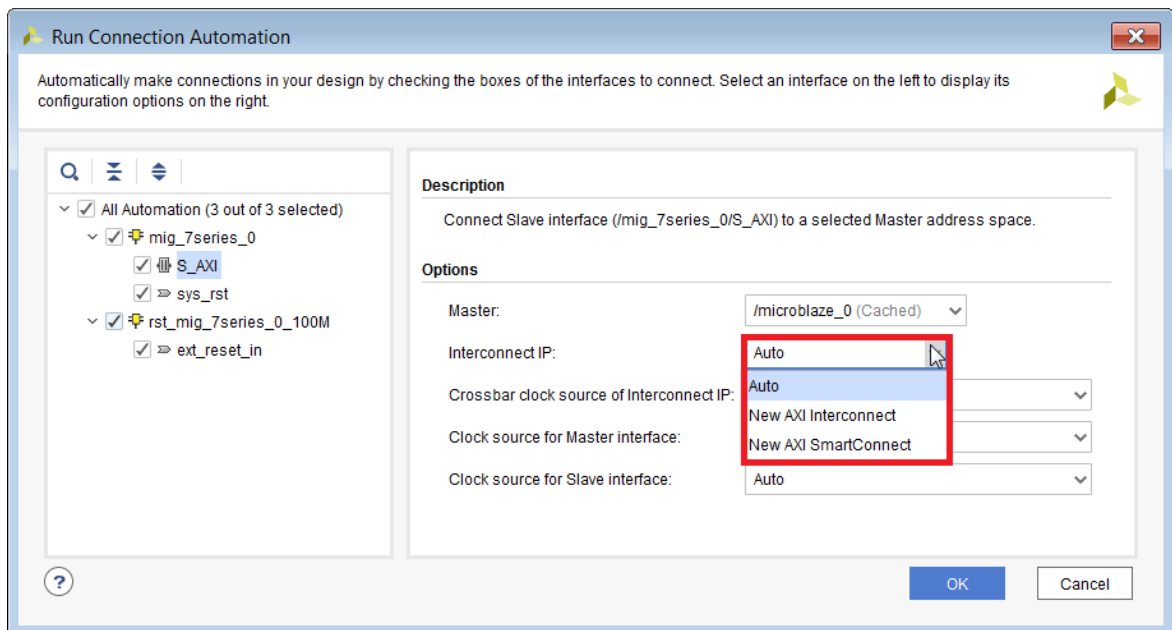 Run Connection Automation
Automatically make connections in your design by checking the boxes of the interfaces to connect. Select an interface on the left to display its
configuration options on the right.
All Automation (3 out of 3 selected)
mig_7series_0
S_AXI
sys_rst
rst_mig_7series_0_100M
ext_reset_in
Description
Connect Slave interface (/mig_7series_0/S_AXI) to a selected Master address space.
Options
Master: /microblaze_0 (Cached)
Interconnect IP: Auto
Auto
New AXI Interconnect
New AXI SmartConnect
Crossbar clock source of Interconnect IP:
Clock source for Master interface:
Clock source for Slave interface: Auto
?
OK
Cancel